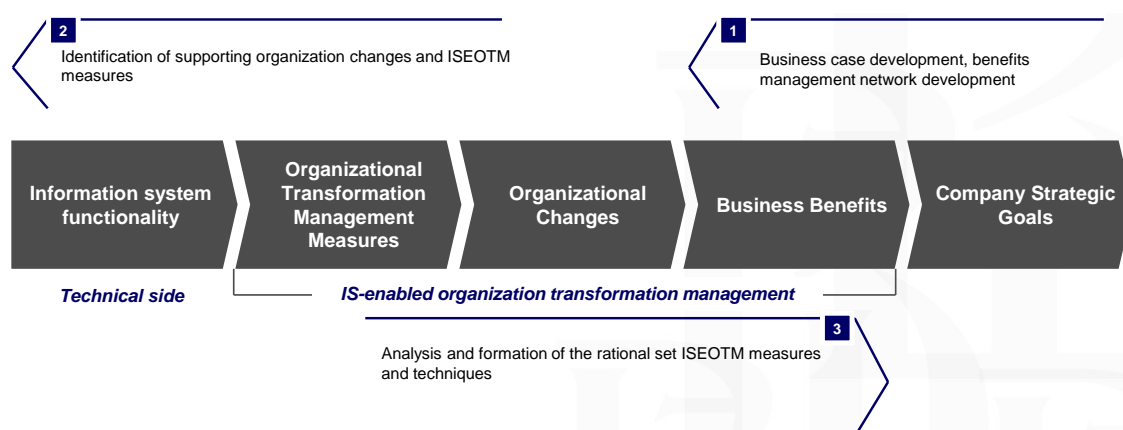 2
Identification of supporting organization changes and ISEOTM
measures
1
Business case development, benefits
management network development
Information system
functionality
Organizational
Transformation
Management
Measures
Organizational
Changes
Business Benefits
Company Strategic
Goals
Technical side
IS-enabled organization transformation management
3
Analysis and formation of the rational set ISEOTM measures
and techniques